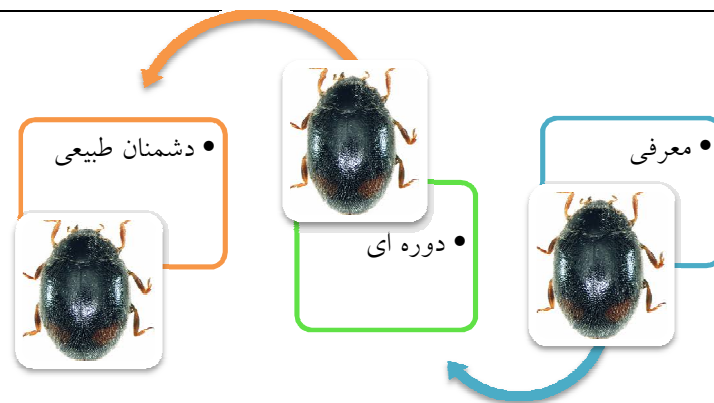 • معرفی
• دوره ای
• دشمنان طبیعی